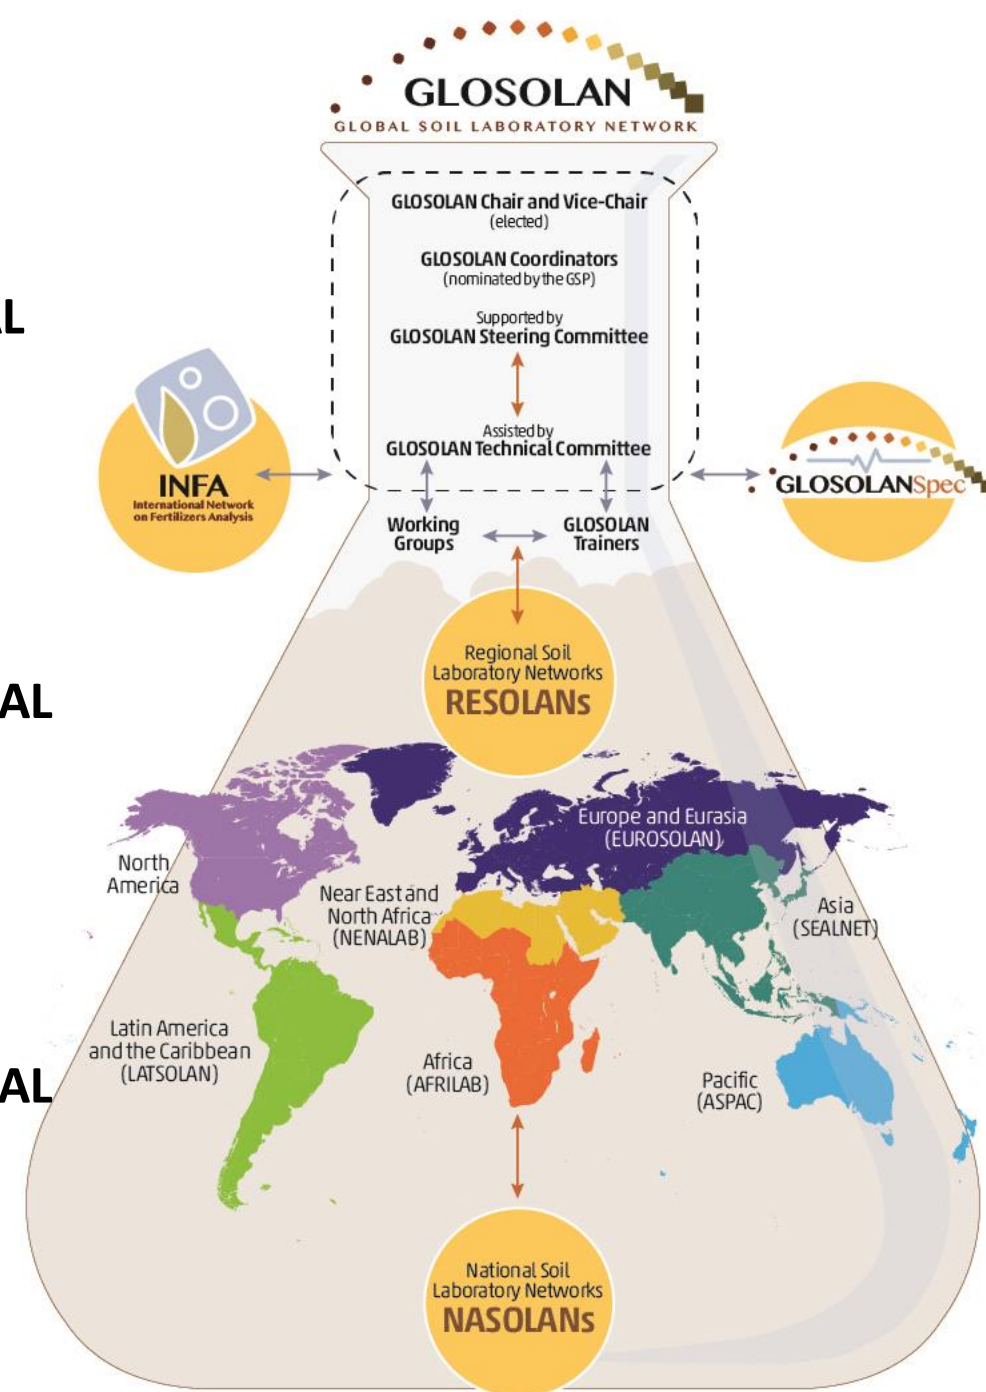 GLOSOLAN
GLOBAL SOIL LABORATORY NETWORK
GLOSOLAN Chair and Vice-Chair
(elected)
GLOSOLAN Coordinators
(nominated by the GSP)
Supported by
GLOSOLAN Steering Committee
AL
Assisted by
GLOSOLAN Technical Committee
INFA
International Network
on Fertilizers Analysis
GLOSOLANSpec
Working
Groups
GLOSOLAN
Trainers
Regional Soil
Laboratory Networks
RESOLANs
AL
Europe and Eurasia
(EUROSOLAN)
North
America
Near East and
North Africa
(NENALAB)
Asia
(SEALNET)
Latin America
and the Caribbean
(LATSOLAN)
Africa
(AFRILAB)
Pacific
(ASPAC)
AL
National Soil
Laboratory Networks
NASOLANs